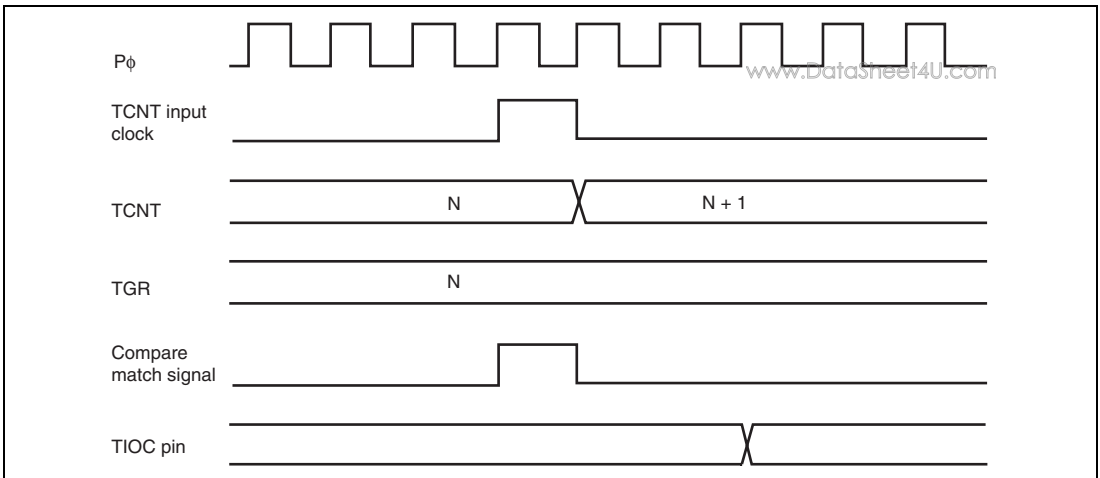 Pϕ
www.DataSheet4U.com
TCNT input
clock
TCNT
N
N + 1
TGR
N
Compare
match signal
TIOC pin